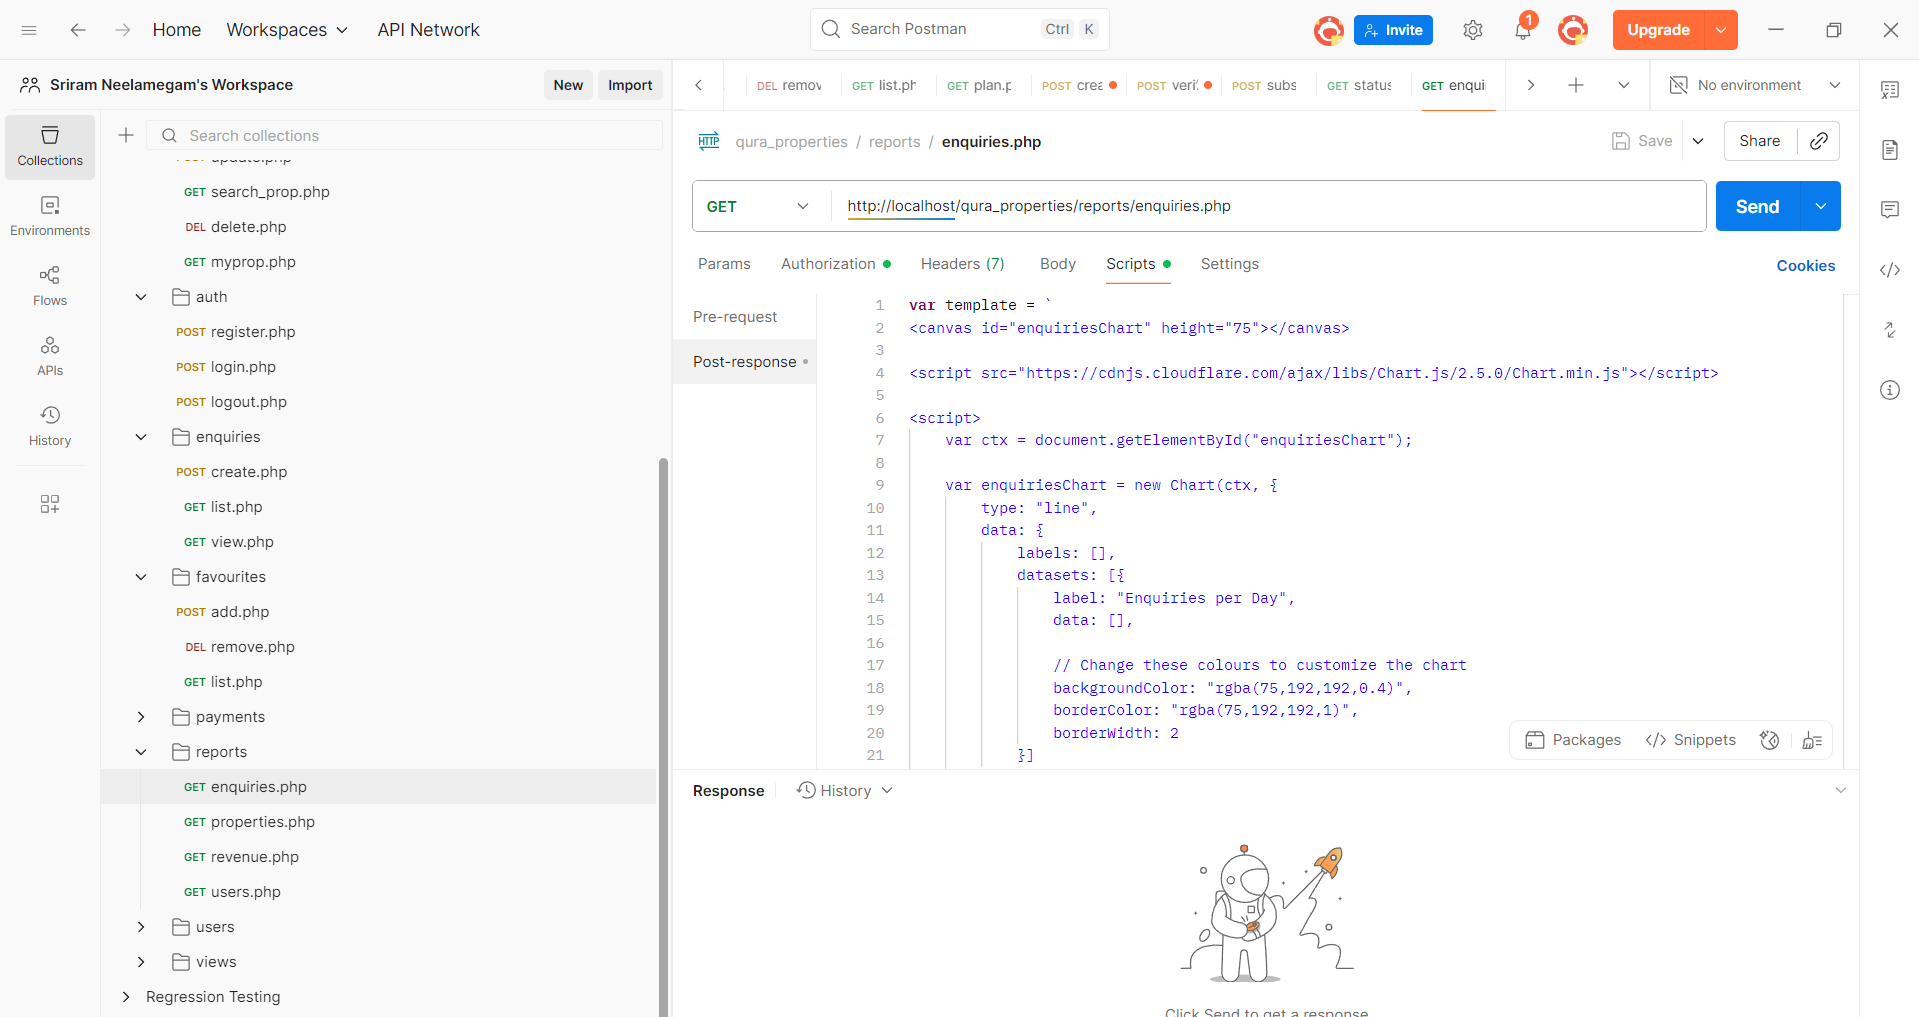 Home
Workspaces
API Network
Search Postman
Ctrl
K
Invite
1
Upgrade
Sriram Neelamegam's Workspace
New
Import
DEL remov
GET list.ph
GET plan.p
POST crea
POST veri
POST subs
GET status
GET enqui
No environment
Collections
Environments
Flows
APIs
History
Search collections
update.php
GET search_prop.php
DEL delete.php
GET myprop.php
auth
POST register.php
POST login.php
POST logout.php
enquiries
POST create.php
GET list.php
GET view.php
favourites
POST add.php
DEL remove.php
GET list.php
payments
reports
GET enquiries.php
GET properties.php
GET revenue.php
GET users.php
users
views
Regression Testing
HTTP qura_properties / reports / enquiries.php
Save
Share
GET
http://localhost/qura_properties/reports/enquiries.php
Send
Params
Authorization
Headers (7)
Body
Scripts
Settings
Cookies
Pre-request
Post-response
1 var template = `
2 <canvas id="enquiriesChart" height="75"></canvas>
3
4 <script src="https://cdnjs.cloudflare.com/ajax/libs/Chart.js/2.5.0/Chart.min.js"></script>
5
6 <script>
7 var ctx = document.getElementById("enquiriesChart");
8
9 var enquiriesChart = new Chart(ctx, {
10 type: "line",
11 data: {
12 labels: [],
13 datasets: [{
14 label: "Enquiries per Day",
15 data: [],
16
17 // Change these colours to customize the chart
18 backgroundColor: "rgba(75,192,192,0.4)",
19 borderColor: "rgba(75,192,192,1)",
20 borderWidth: 2
21 }]
Packages
Snippets
Response
History
Click Send to get a response